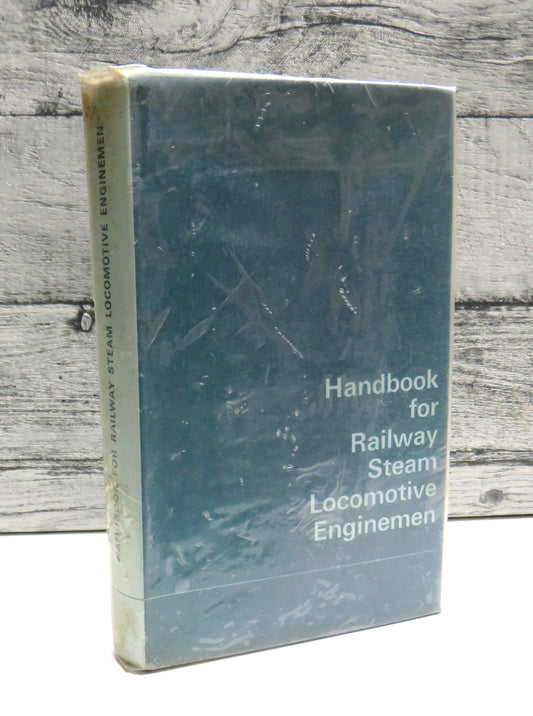 Handbook
for
Railway
Steam
Locomotive
Enginemen
HANDBOOK FOR RAILWAY STEAM LOCOMOTIVE ENGINEMEN